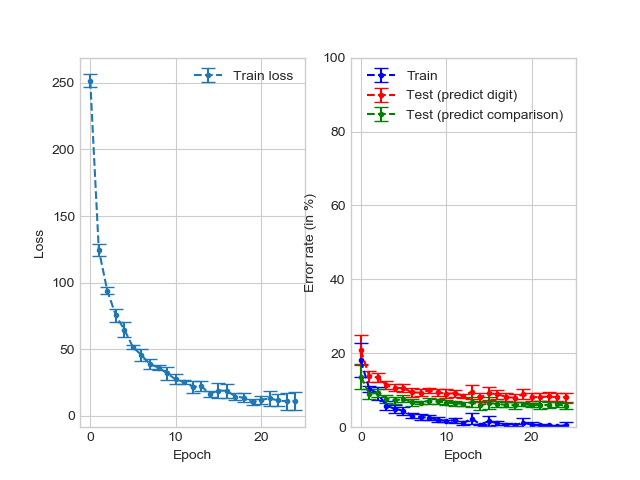 250
200
150
100
50
0
Loss
0
10
20
Epoch
Train loss
100
80
60
40
20
0
Error rate (in %)
0
10
20
Epoch
Train
Test (predict digit)
Test (predict comparison)